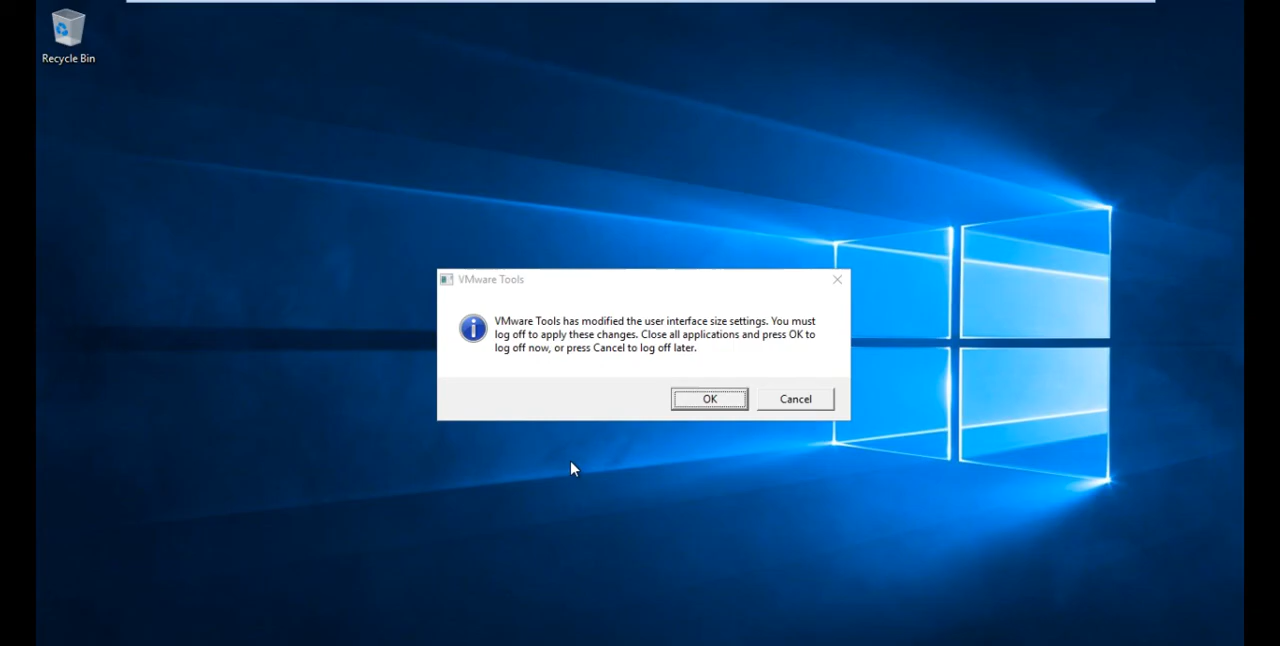 Recycle Bin
VMware Tools
VMware Tools has modified the user interface size settings. You must
log off to apply these changes. Close all applications and press OK to
log off now, or press Cancel to log off later.
OK
Cancel